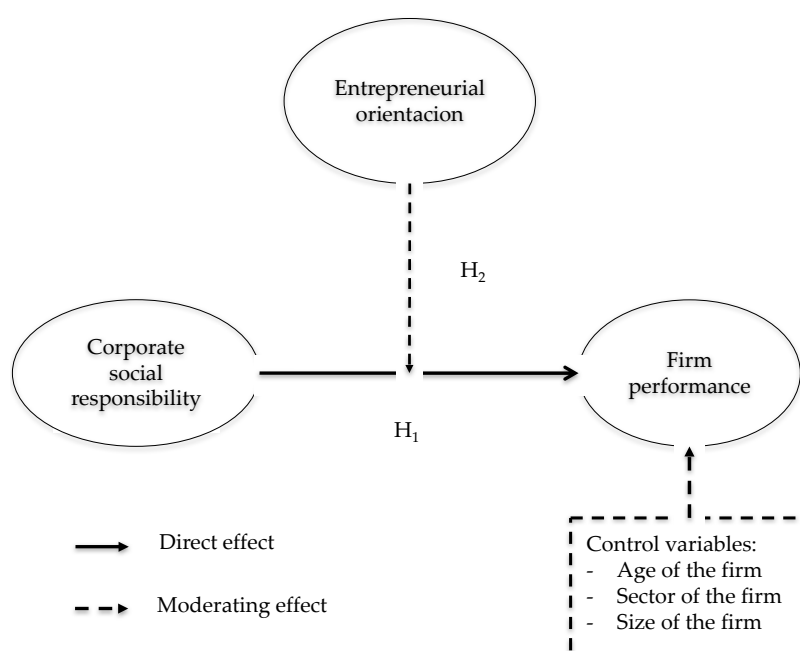 Entrepreneurial
orientacion
H₂
Corporate
social
responsibility
Firm
performance
H₁
Direct effect
Moderating effect
Control variables:
- Age of the firm
- Sector of the firm
- Size of the firm